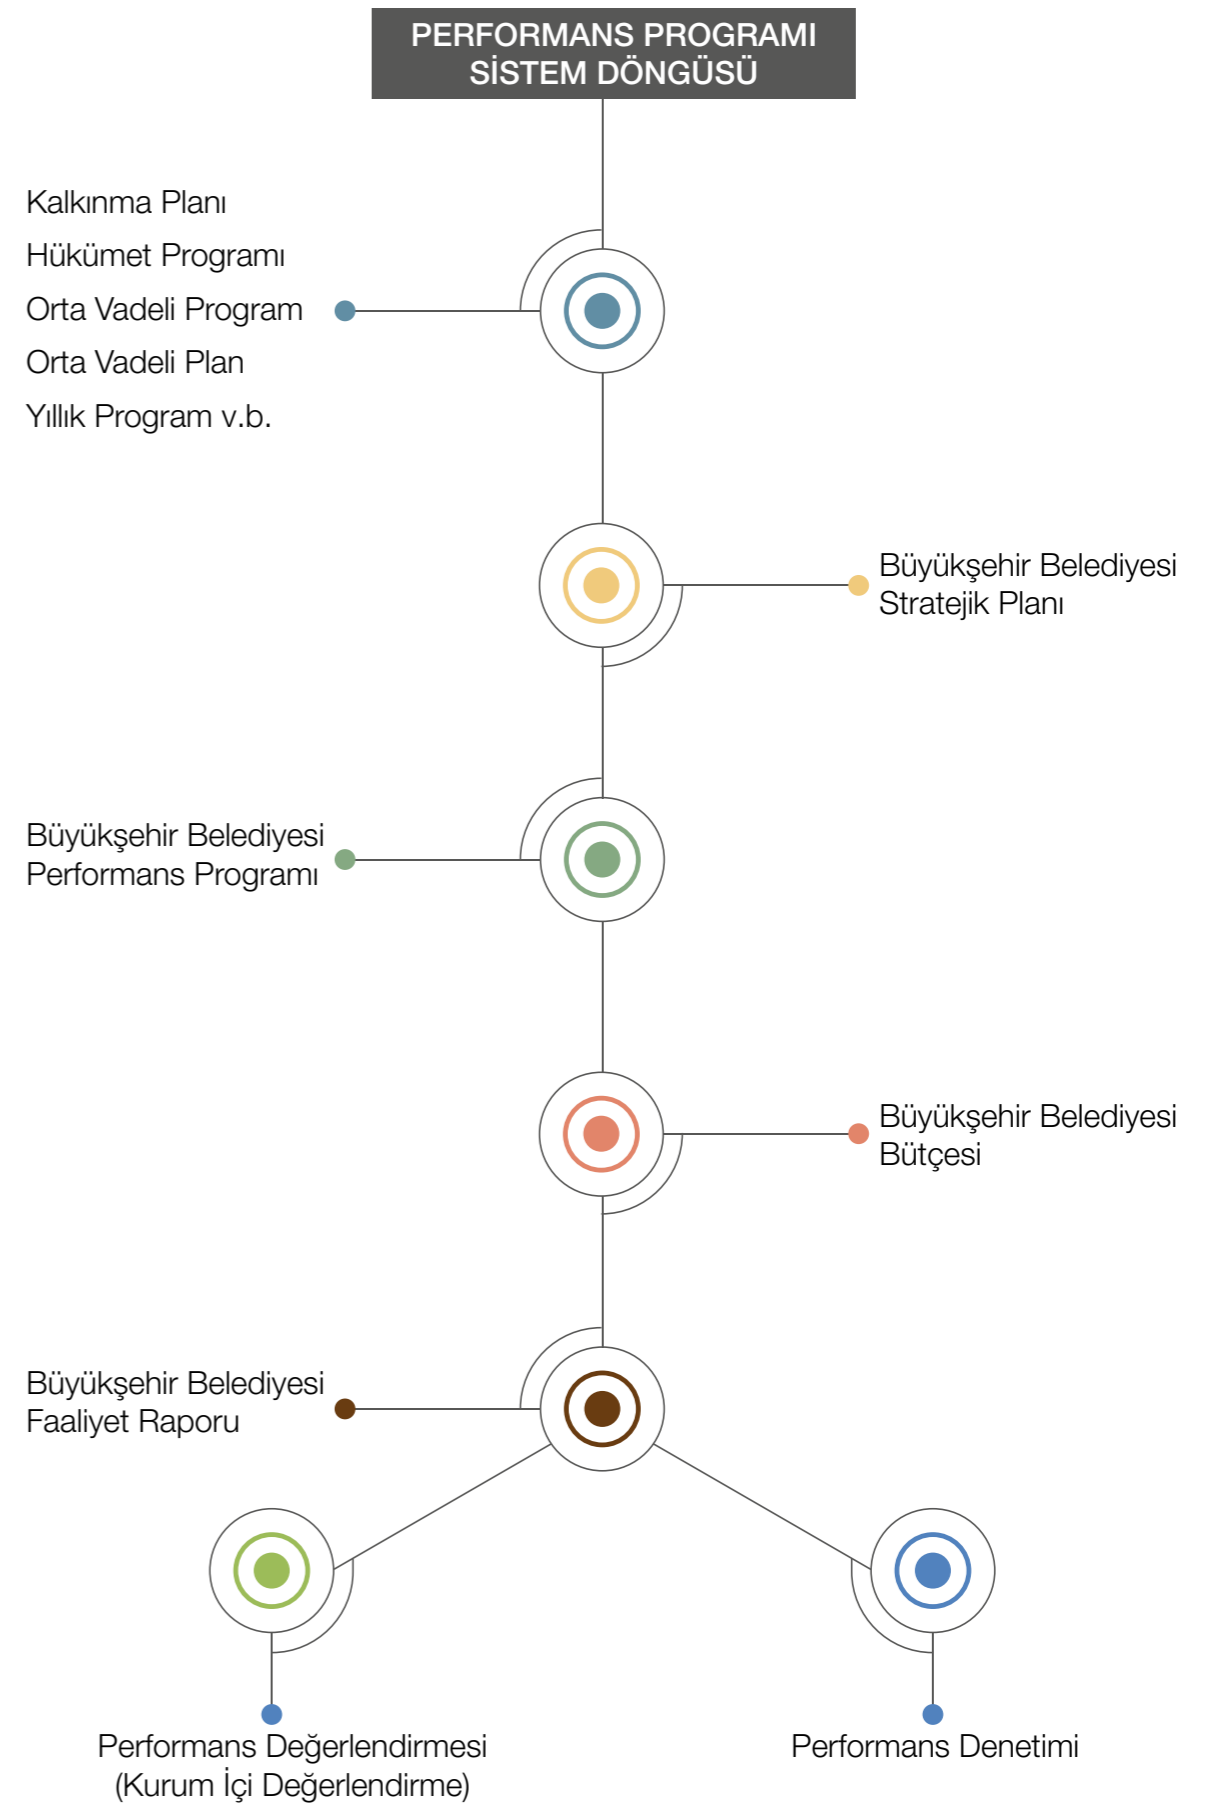 PERFORMANS PROGRAMI
SİSTEM DÖNGÜSÜ
Kalkınma Planı
Hükümet Programı
Orta Vadeli Program
Orta Vadeli Plan
Yıllık Program v.b.
Büyükşehir Belediyesi
Stratejik Planı
Büyükşehir Belediyesi
Performans Programı
Büyükşehir Belediyesi
Bütçesi
Büyükşehir Belediyesi
Faaliyet Raporu
Performans Değerlendirmesi
(Kurum İçi Değerlendirme)
Performans Denetimi